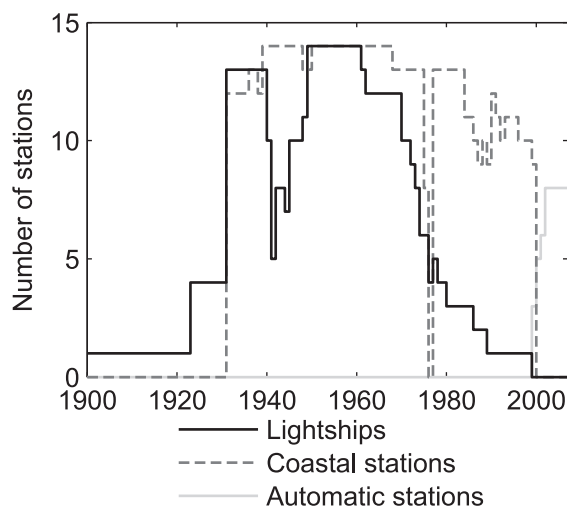 15
10
5
0
Number of stations
1900 1920 1940 1960 1980 2000
Lightships
Coastal stations
Automatic stations